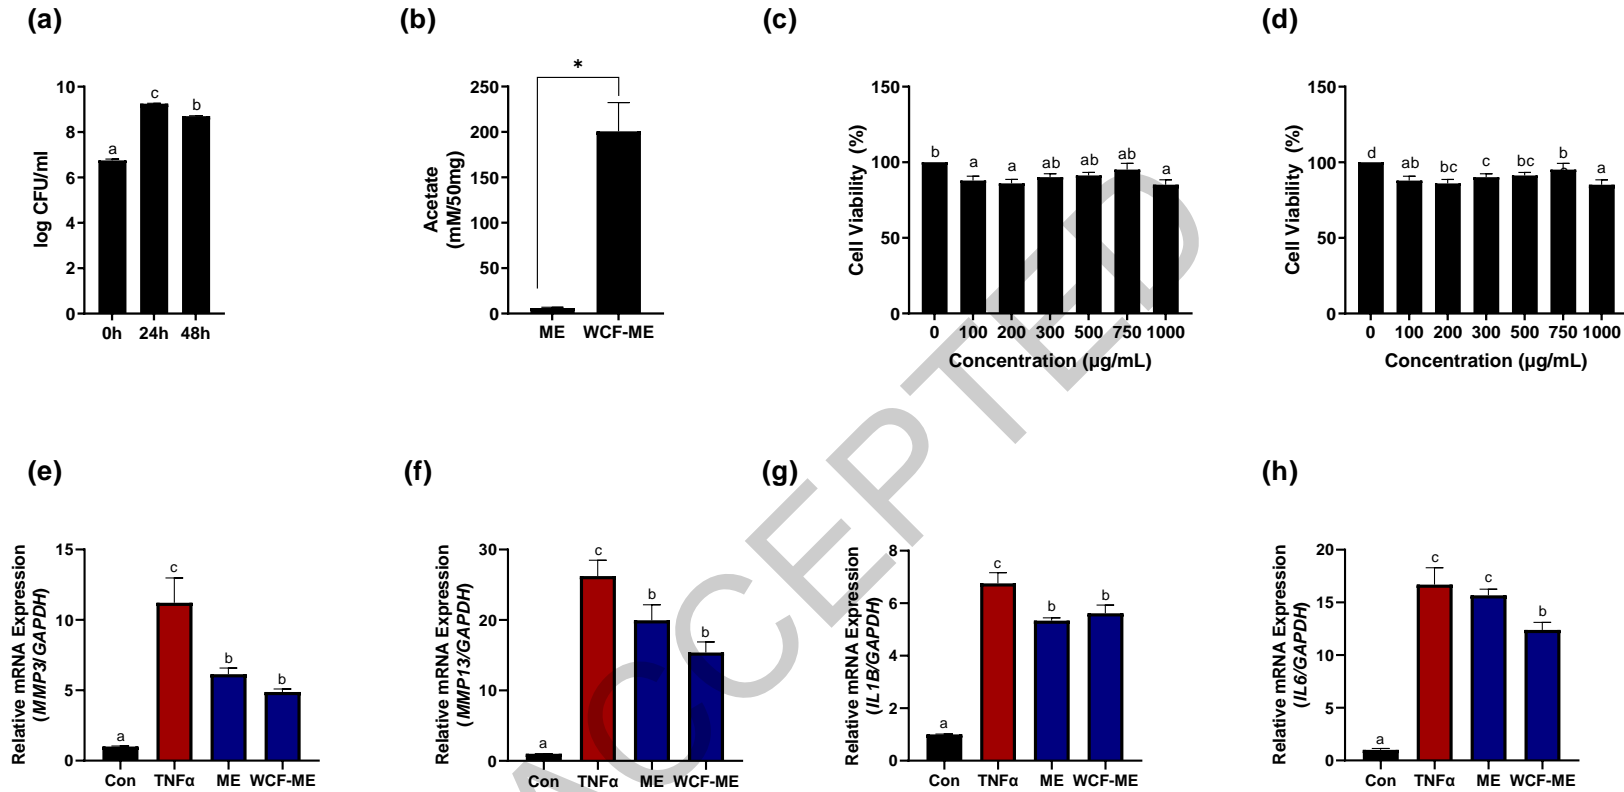 (a)
log CFU/ml
10
8
6
4
2
0
a
c
b
0h 24h 48h
(b)
Acetate
(mM/50mg)
250
200
150
100
50
0
*
ME WCF-ME
(c)
Cell Viability (%)
150
100
50
0
b a a ab ab ab a
0 100 200 300 500 750 1000
Concentration (µg/mL)
(d)
Cell Viability (%)
150
100
50
0
d ab bc c bc b a
0 100 200 300 500 750 1000
Concentration (µg/mL)
(e)
Relative mRNA Expression
(MMP3/GAPDH)
15
10
5
0
a c b b
Con TNFα ME WCF-ME
(f)
Relative mRNA Expression
(MMP13/GAPDH)
30
20
10
0
a c b b
Con TNFα ME WCF-ME
(g)
Relative mRNA Expression
(IL1B/GAPDH)
8
6
4
2
0
a c b b
Con TNFα ME WCF-ME
(h)
Relative mRNA Expression
(IL6/GAPDH)
20
15
10
5
0
a c c b
Con TNFα ME WCF-ME
ACCEPTED